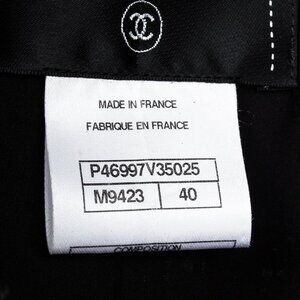 MADE IN FRANCE
FABRIQUE EN FRANCE
P46997V35025
M9423 40
COMPOSITION